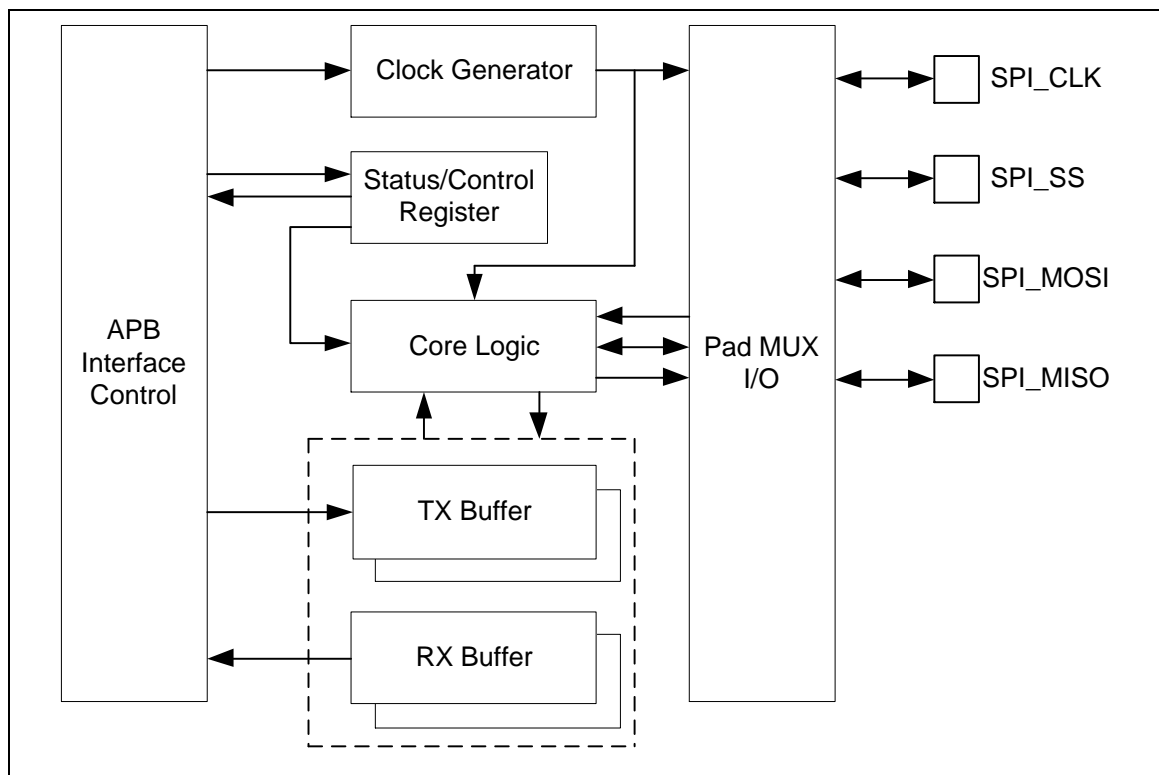 Clock Generator
SPI_CLK
Status/Control
Register
SPI_SS
SPI_MOSI
APB
Interface
Control
Core Logic
Pad MUX
I/O
SPI_MISO
TX Buffer
RX Buffer